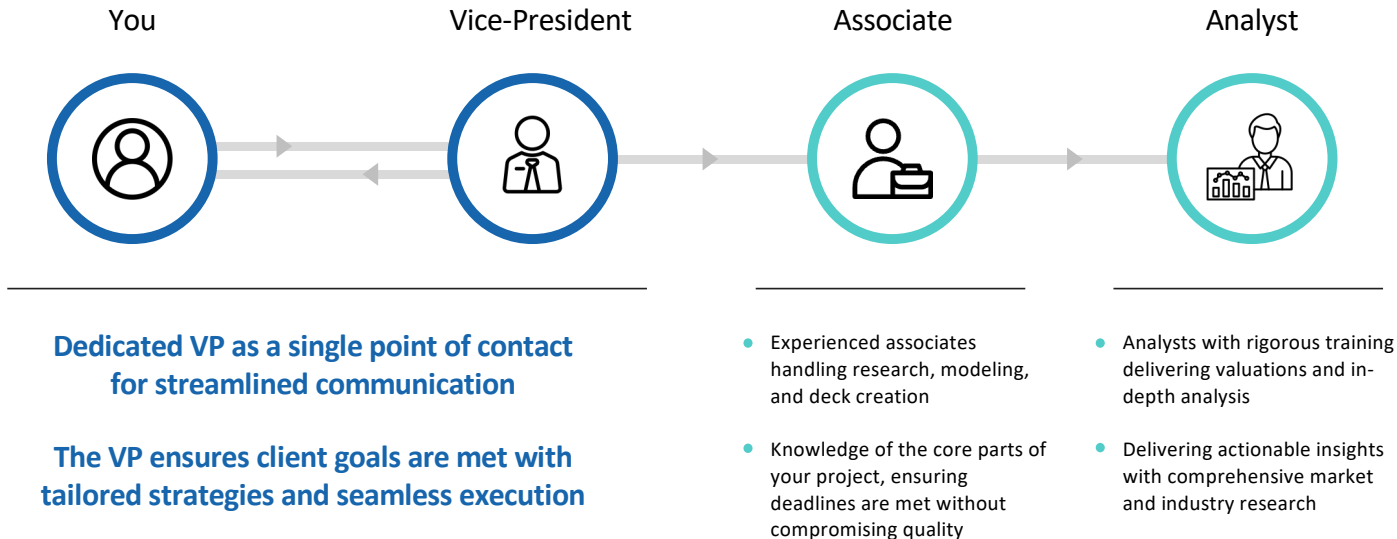 You
Vice-President
Associate
Analyst
Dedicated VP as a single point of contact
for streamlined communication
The VP ensures client goals are met with
tailored strategies and seamless execution
Experienced associates
handling research, modeling,
and deck creation
Knowledge of the core parts of
your project, ensuring
deadlines are met without
compromising quality
Analysts with rigorous training
delivering valuations and in-
depth analysis
Delivering actionable insights
with comprehensive market
and industry research